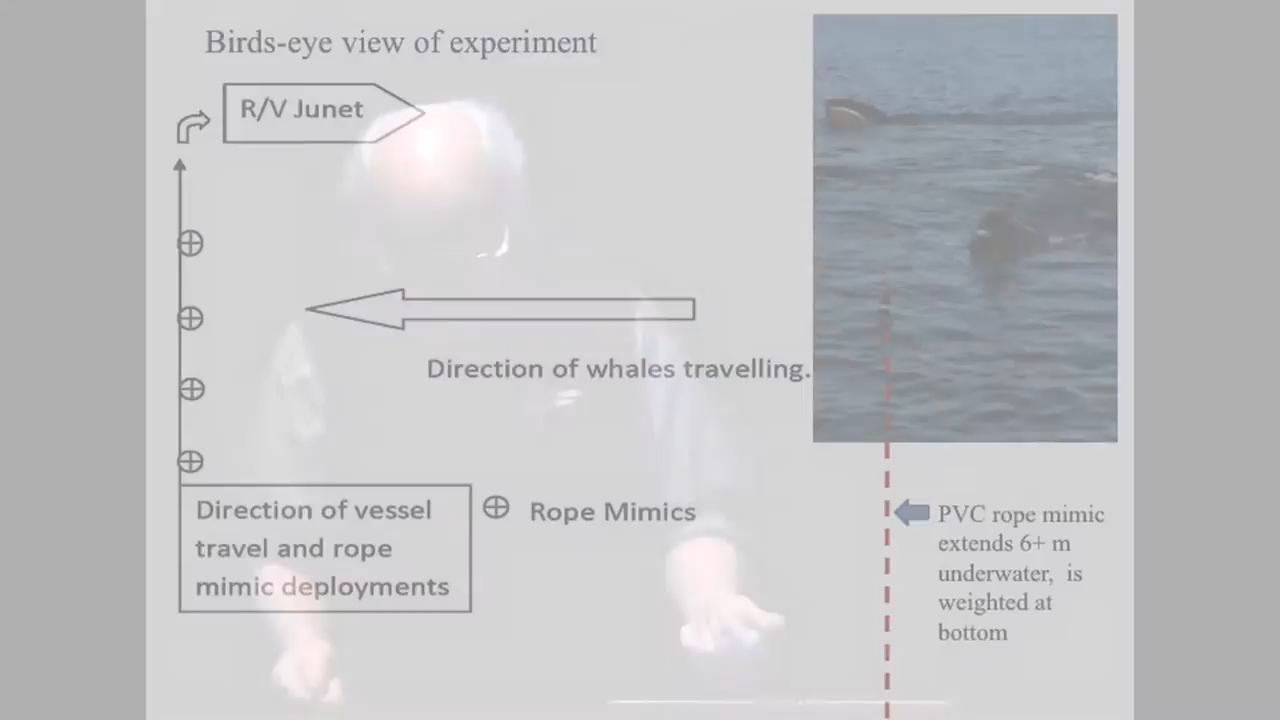 Birds-eye view of experiment
R/V Junet
Direction of whales travelling.
Direction of vessel
travel and rope
mimic deployments
Rope Mimics
PVC rope mimic
extends 6+ m
underwater, is
weighted at
bottom